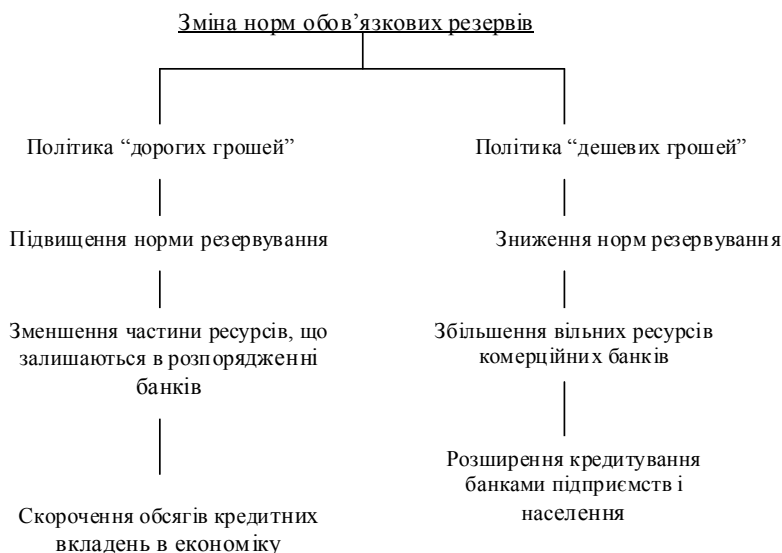 Зміна норм обов’язкових резервів
Політика “дорогих грошей”
Підвищення норми резервування
Зменшення частини ресурсів, що
залишаються в розпорядженні
банків
Скорочення обсягів кредитних
вкладень в економіку
Політика “дешевих грошей”
Зниження норм резервування
Збільшення вільних ресурсів
комерційних банків
Розширення кредитування
банками підприємств і
населення